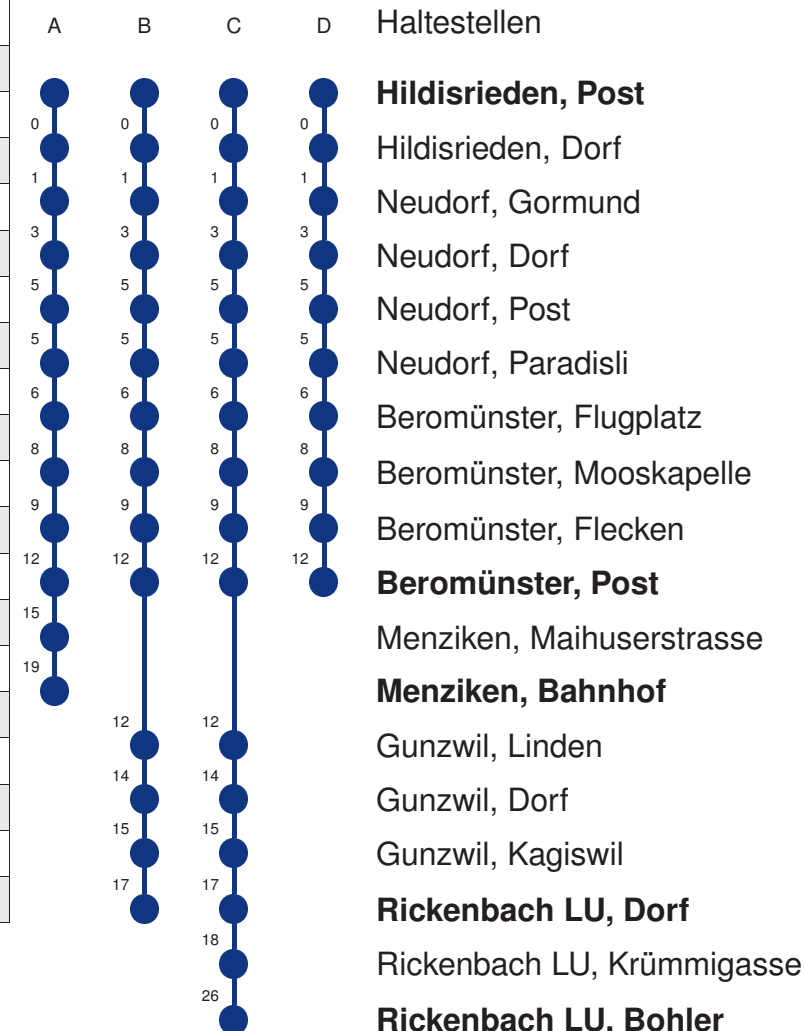 A B C D Haltestellen
Hildisrieden, Post
0 0 0 0 Hildisrieden, Dorf
1 1 1 1 Neudorf, Gormund
3 3 3 3 Neudorf, Dorf
5 5 5 5 Neudorf, Post
5 5 5 5 Neudorf, Paradisli
6 6 6 6 Beromünster, Flugplatz
8 8 8 8 Beromünster, Mooskapelle
9 9 9 9 Beromünster, Flecken
12 12 12 12 Beromünster, Post
15 Menziken, Maihuserstrasse
19 Menziken, Bahnhof
12 12 Gunzwil, Linden
14 14 Gunzwil, Dorf
15 15 Gunzwil, Kagiswil
17 17 Rickenbach LU, Dorf
18 Rickenbach LU, Krümmigasse
26 Rickenbach LU, Bohler